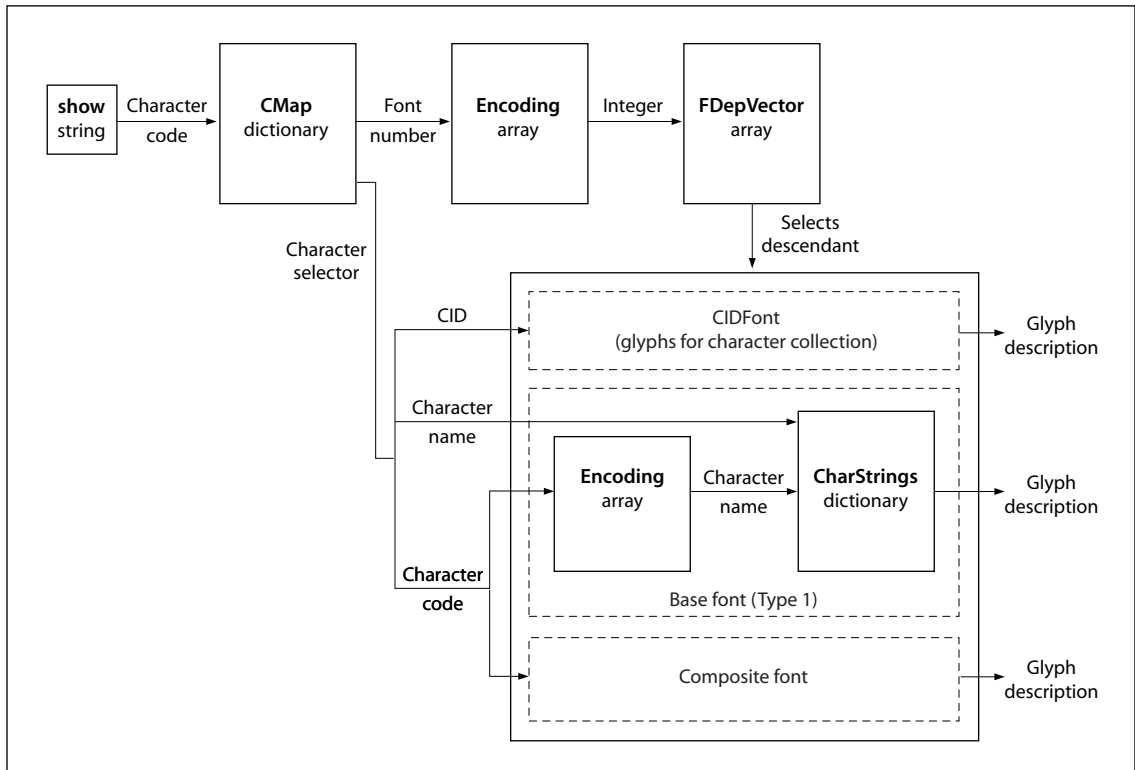 show
string
Character
code
CMap
dictionary
Font
number
Encoding
array
Integer
FDepVector
array
Selects
descendant
Character
selector
CID
CIDFont
(glyphs for character collection)
Glyph
description
Character
name
Encoding
array
Character
name
CharStrings
dictionary
Glyph
description
Character
code
Base font (Type 1)
Composite font
Glyph
description